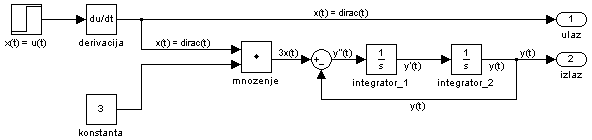 x(t) = dirac(t)
1
ulaz
du/dt
x(t) = u(t)
derivacija
x(t) = dirac(t)
3x(t)
y''(t)
1
s
y'(t)
1
s
y(t)
y(t)
2
izlaz
mnozenje
integrator_1
integrator_2
3
konstanta
y(t)